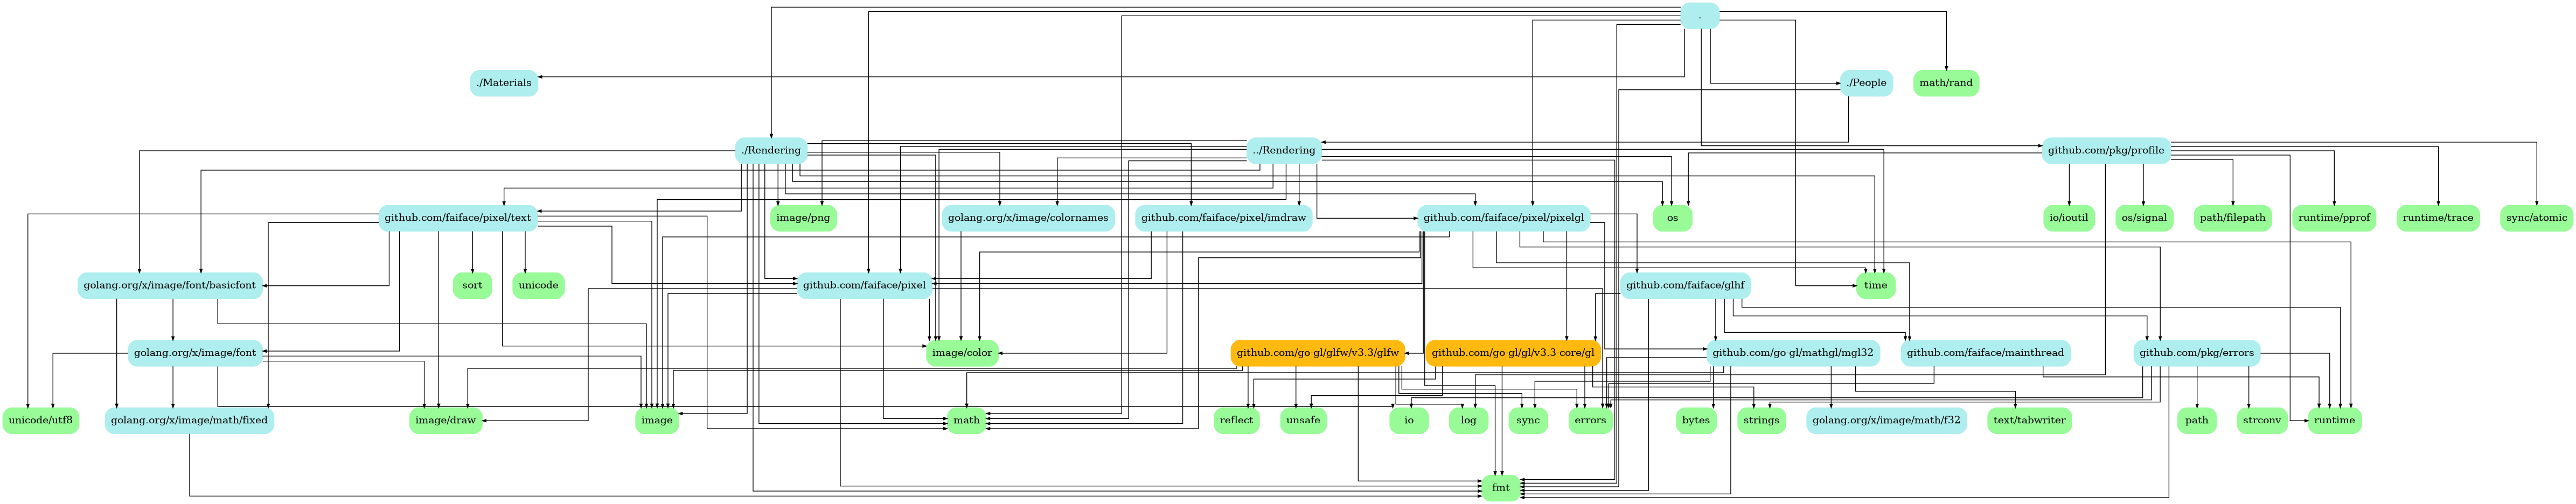 .
./Materials
./People
math/rand
./Rendering
../Rendering
github.com/pkg/profile
github.com/faiface/pixel/text
image/png
golang.org/x/image/colornames
github.com/faiface/pixel/imdraw
github.com/faiface/pixel/pixelgl
os
io/ioutil
os/signal
path/filepath
runtime/pprof
runtime/trace
sync/atomic
golang.org/x/image/font/basicfont
sort
unicode
github.com/faiface/pixel
github.com/faiface/glhf
time
golang.org/x/image/font
image/color
github.com/go-gl/glfw/v3.3/glfw
github.com/go-gl/gl/v3.3-core/gl
github.com/go-gl/mathgl/mgl32
github.com/faiface/mainthread
github.com/pkg/errors
unicode/utf8
golang.org/x/image/math/fixed
image/draw
image
math
reflect
unsafe
io
log
sync
errors
bytes
strings
golang.org/x/image/math/f32
text/tabwriter
path
strconv
runtime
fmt